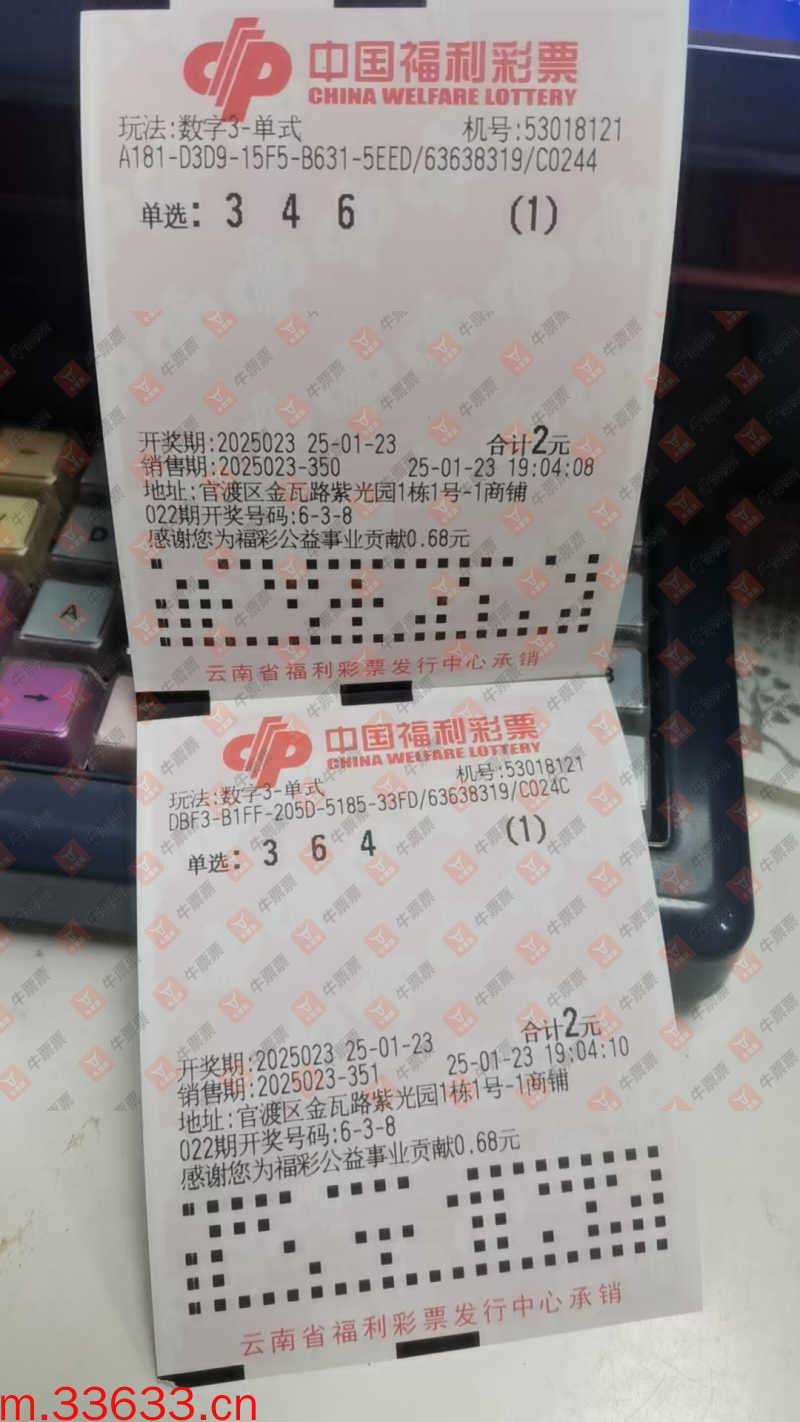 中国福利彩票
CHINA WELFARE LOTTERY
玩法:数字3-单式 机号:53018121
A181-D3D9-15F5-B631-5EED/63638319/C0244
单选: 3 4 6 (1)
开奖期:2025023 25-01-23 合计2元
销售期:2025023-350 25-01-23 19:04:08
地址:官渡区金瓦路紫光园1栋1号-1商铺
022期开奖号码:6-3-8
感谢您为福彩公益事业贡献0.68元
云南省福利彩票发行中心承销
中国福利彩票
CHINA WELFARE LOTTERY
玩法:数字3-单式 机号:53018121
DBF3-B1FF-205D-5185-33FD/63638319/C024C
单选: 3 6 4 (1)
开奖期:2025023 25-01-23 合计2元
销售期:2025023-351 25-01-23 19:04:10
地址:官渡区金瓦路紫光园1栋1号-1商铺
022期开奖号码:6-3-8
感谢您为福彩公益事业贡献0.68元
云南省福利彩票发行中心承销
D
A
→
B
牛票票
m.33633.cn